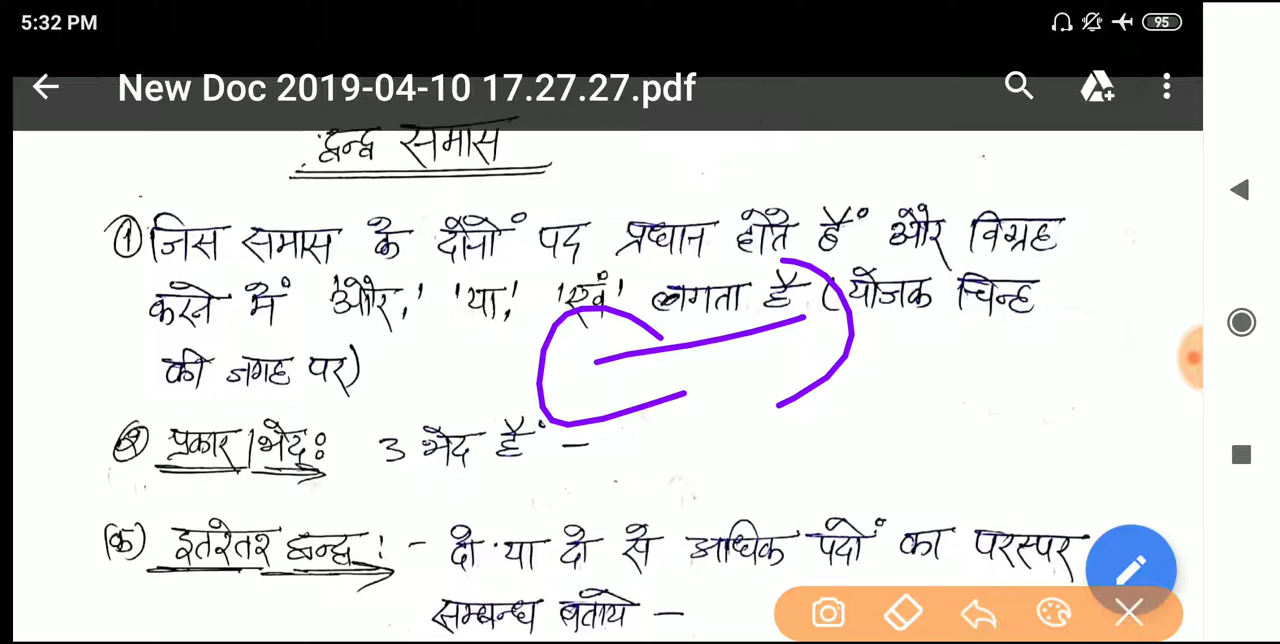 5:32 PM
95
New Doc 2019-04-10 17.27.27.pdf
द्वन्द्व समास
① जिस समास के दोनों पद प्रधान होते हैं और विग्रह
करने में 'और', 'या', 'एवं' लगता है (योजक चिन्ह
की जगह पर)
② प्रकार/भेद: 3 भेद हैं -
(क) इतरेतर द्वन्द्व :- दो या दो से अधिक पदों का परस्पर
सम्बन्ध बताये -